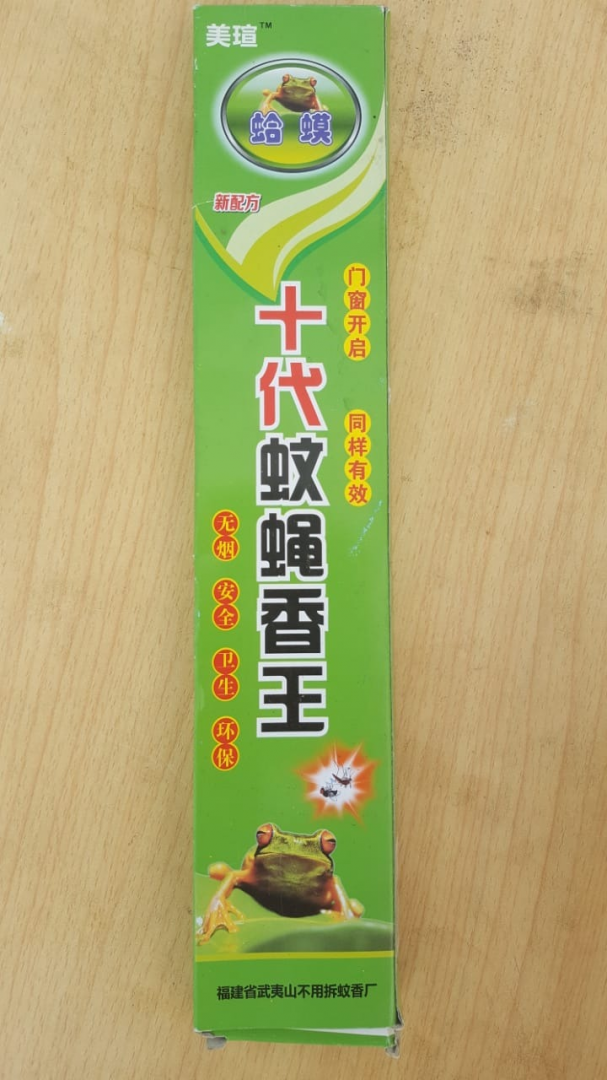 美瑄™
蛤蟆
新配方
门窗开启
同样有效
十代蚊蝇香王
无烟
安全
卫生
环保
福建省武夷山不用拆蚊香厂